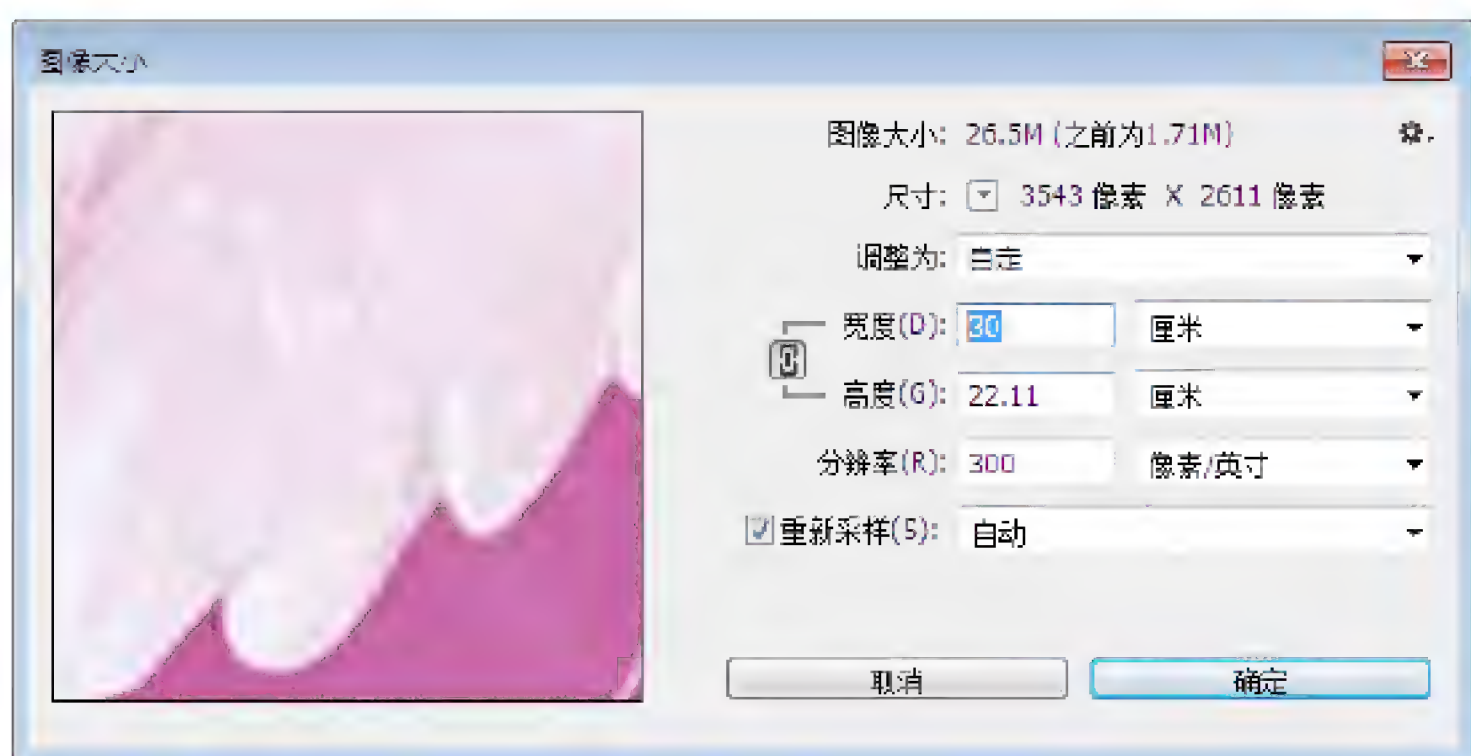 图像大小
图像大小: 26.5M (之前为1.71M)
尺寸: 3543 像素 X 2611 像素
调整为: 自定
宽度(D): 30 厘米
高度(G): 22.11 厘米
分辨率(R): 300 像素/英寸
重新采样(S): 自动
取消 确定